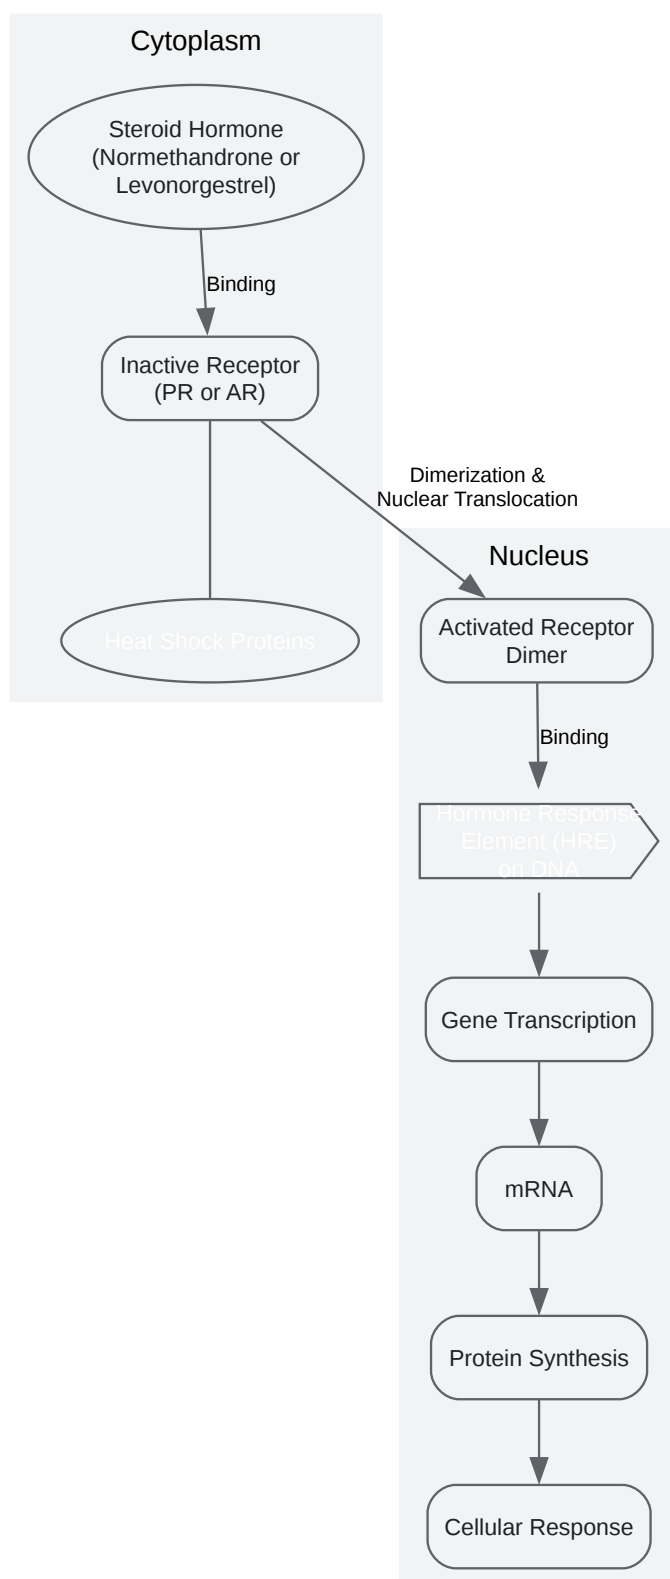 Cytoplasm
Steroid Hormone
(Normethandrone or
Levonorgestrel)
Binding
Inactive Receptor
(PR or AR)
Dimerization &
Nuclear Translocation
Heat Shock Proteins
Nucleus
Activated Receptor
Dimer
Binding
Hormone Response
Element (HRE)
on DNA
Gene Transcription
mRNA
Protein Synthesis
Cellular Response